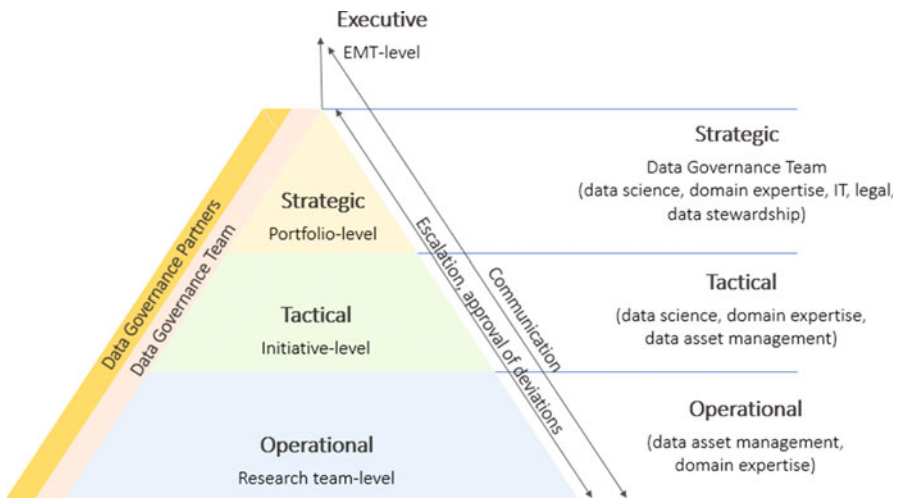 Executive
EMT-level
Strategic
Portfolio-level
Tactical
Initiative-level
Operational
Research team-level
Data Governance Partners
Data Governance Team
Escalation, approval of deviations
Communication
Strategic
Data Governance Team
(data science, domain expertise, IT, legal,
data stewardship)
Tactical
(data science, domain expertise,
data asset management)
Operational
(data asset management,
domain expertise)